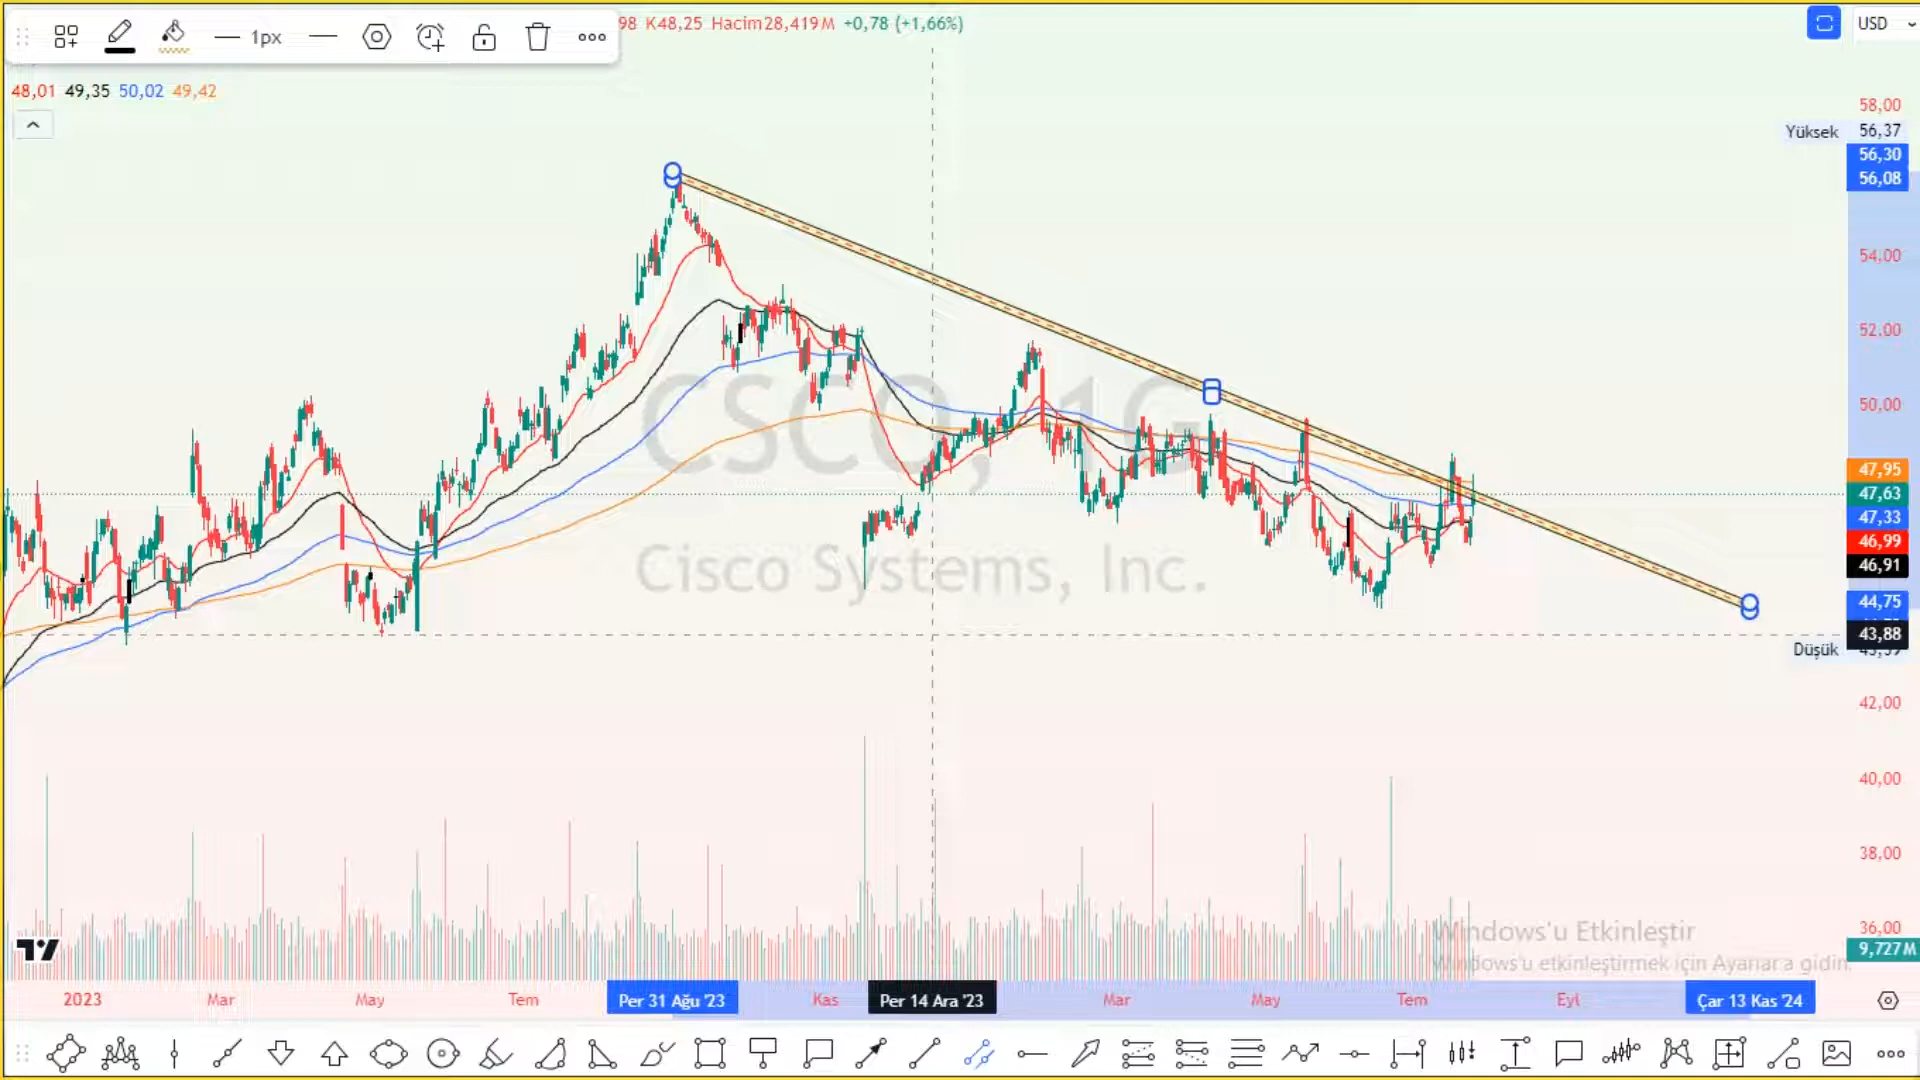 1px
98 K48,25 Hacim28,419M +0,78 (+1,66%)
USD
48,01 49,35 50,02 49,42
58,00
Yüksek 56,37
56,30
56,08
54,00
52,00
50,00
47,95
47,63
47,33
46,99
46,91
44,75
43,88
Düşük
42,00
40,00
38,00
36,00
9,727M
CSCO, 1G
Cisco Systems, Inc.
Windows'u Etkinleştir
Windows'u etkinleştirmek için Ayarlar'a gidin.
2023 Mar May Tem Per 31 Ağu '23 Kas Per 14 Ara '23 Mar May Tem Eyl Çar 13 Kas '24